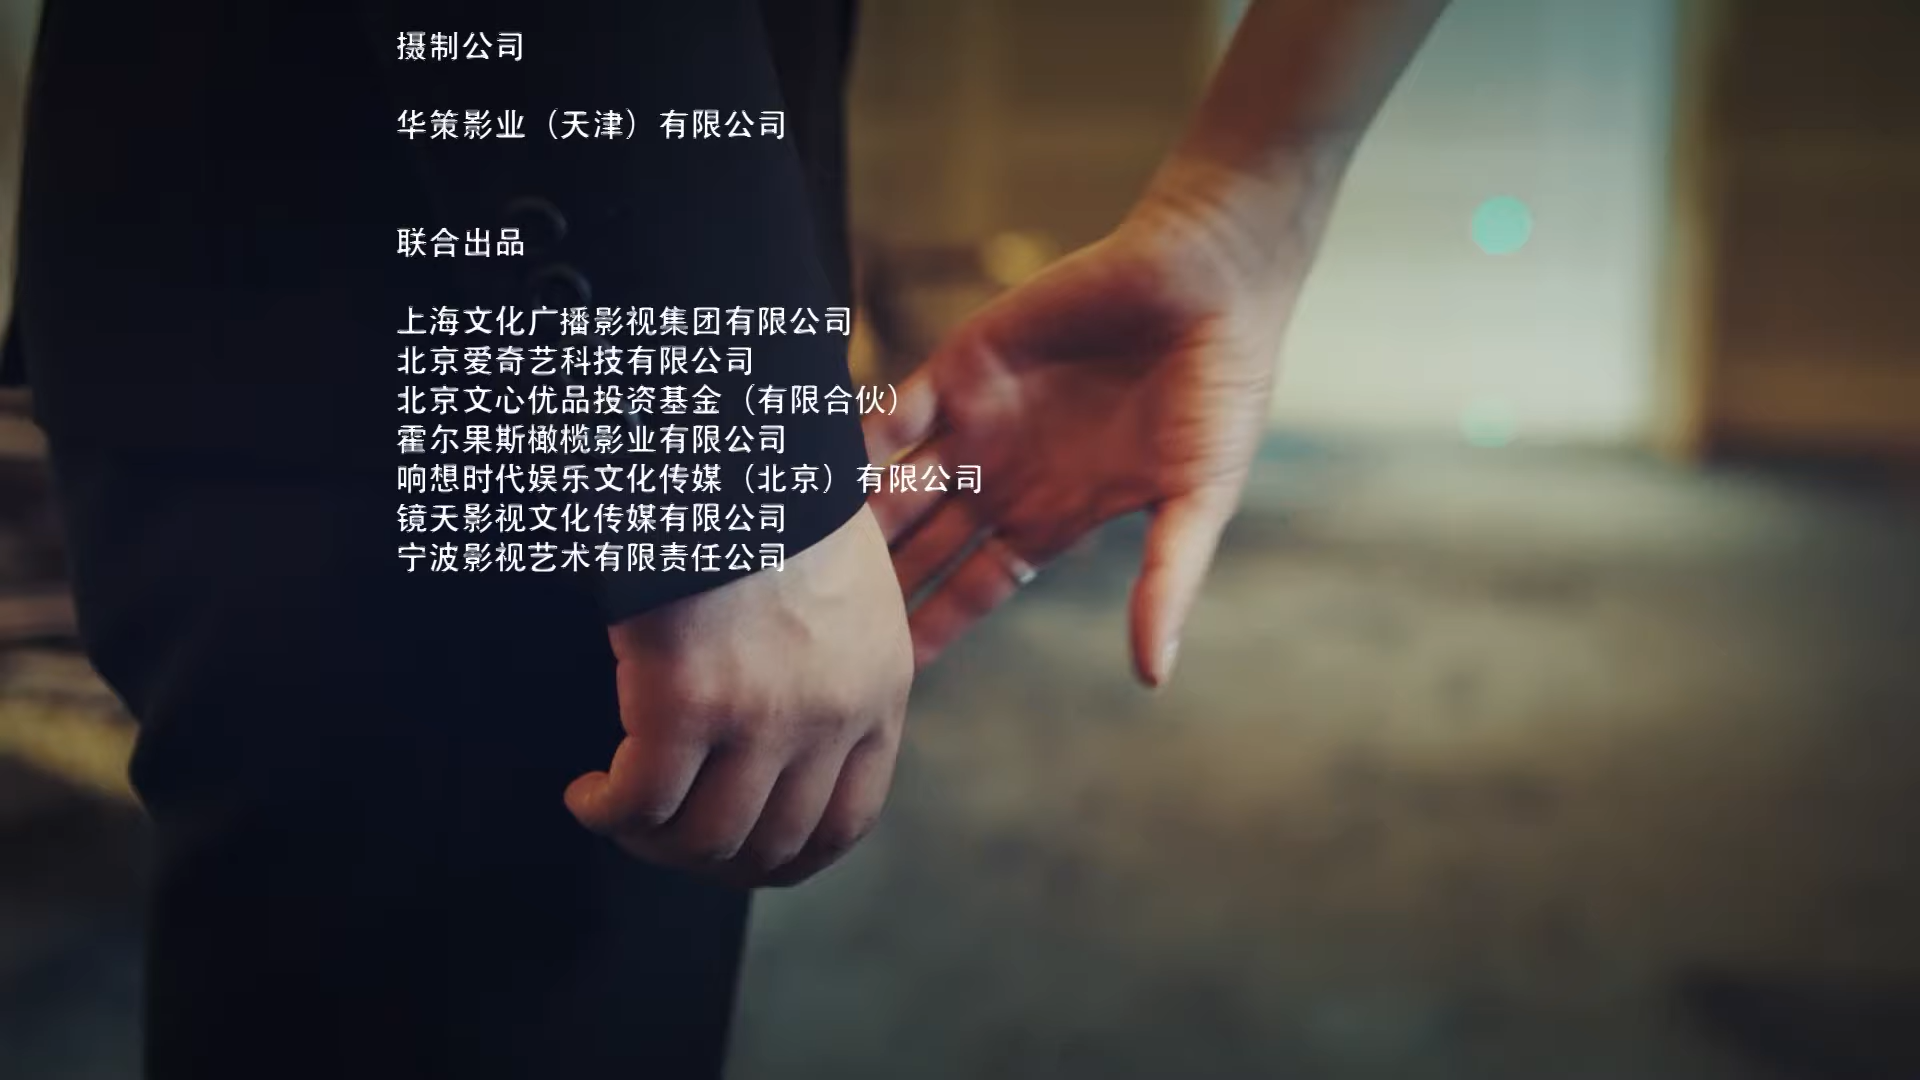 摄制公司
华策影业（天津）有限公司
联合出品
上海文化广播影视集团有限公司
北京爱奇艺科技有限公司
北京文心优品投资基金（有限合伙）
霍尔果斯橄榄影业有限公司
响想时代娱乐文化传媒（北京）有限公司
镜天影视文化传媒有限公司
宁波影视艺术有限责任公司